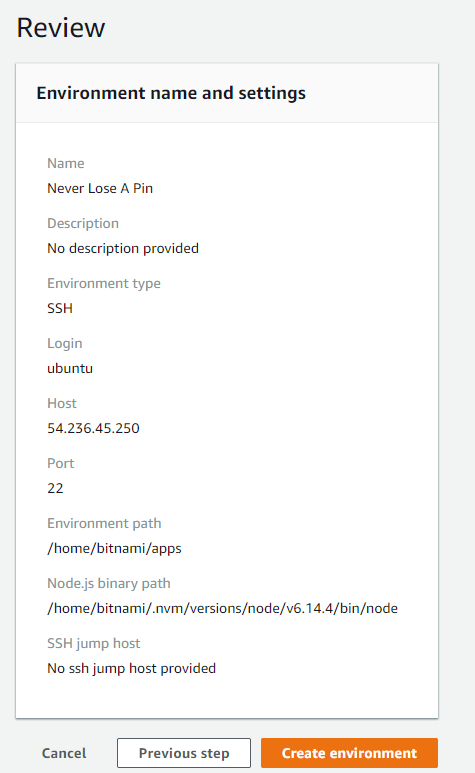 Review
Environment name and settings
Name
Never Lose A Pin
Description
No description provided
Environment type
SSH
Login
ubuntu
Host
54.236.45.250
Port
22
Environment path
/home/bitnami/apps
Node.js binary path
/home/bitnami/.nvm/versions/node/v6.14.4/bin/node
SSH jump host
No ssh jump host provided
Cancel Previous step Create environment